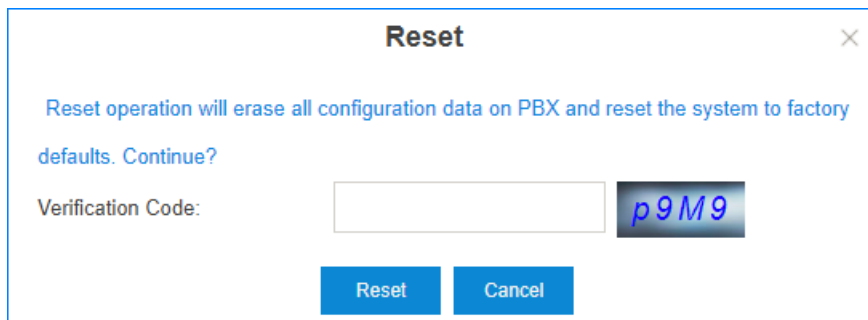 Reset
Reset operation will erase all configuration data on PBX and reset the system to factory
defaults. Continue?
Verification Code:
p9M9
Reset Cancel